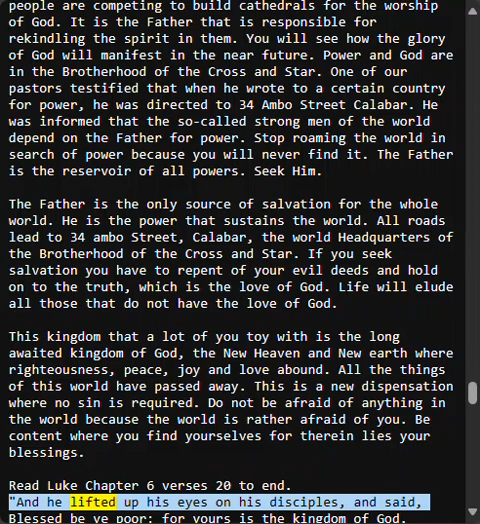 people are competing to build cathedrals for the worship
of God. It is the Father that is responsible for
rekindling the spirit in them. You will see how the glory
of God will manifest in the near future. Power and God are
in the Brotherhood of the Cross and Star. One of our
pastors testified that when he wrote to a certain country
for power, he was directed to 34 Ambo Street Calabar. He
was informed that the so-called strong men of the world
depend on the Father for power. Stop roaming the world in
search of power because you will never find it. The Father
is the reservoir of all powers. Seek Him.

The Father is the only source of salvation for the whole
world. He is the power that sustains the world. All roads
lead to 34 ambo Street, Calabar, the world Headquarters of
the Brotherhood of the Cross and Star. If you seek
salvation you have to repent of your evil deeds and hold
on to the truth, which is the love of God. Life will elude
all those that do not have the love of God.

This kingdom that a lot of you toy with is the long
awaited kingdom of God, the New Heaven and New earth where
righteousness, peace, joy and love abound. All the things
of this world have passed away. This is a new dispensation
where no sin is required. Do not be afraid of anything in
the world because the world is rather afraid of you. Be
content where you find yourselves for therein lies your
blessings.

Read Luke Chapter 6 verses 20 to end.
"And he lifted up his eyes on his disciples, and said,
Blessed be ye poor: for yours is the kingdom of God.